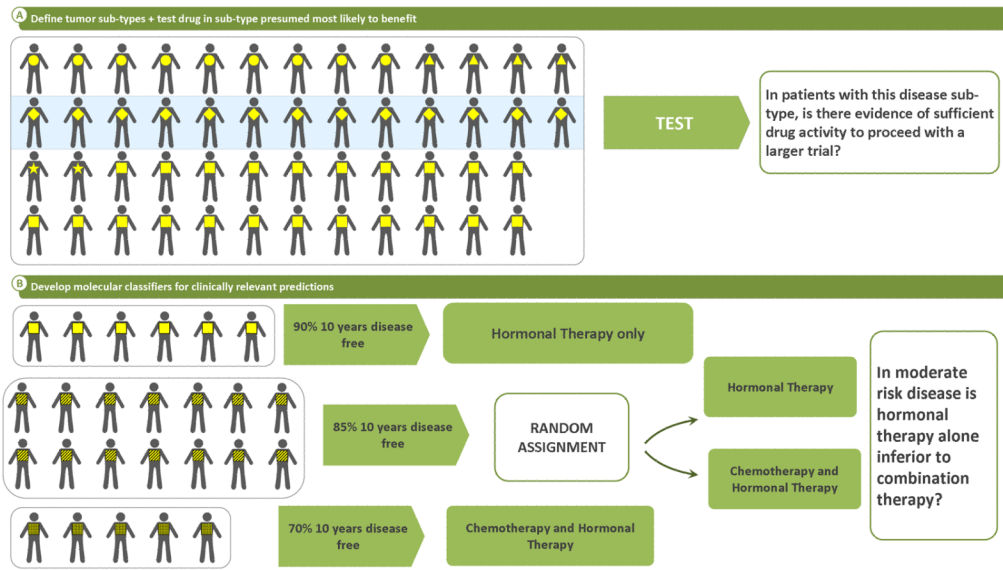 A Define tumor sub-types + test drug in sub-type presumed most likely to benefit
TEST
In patients with this disease sub-
type, is there evidence of sufficient
drug activity to proceed with a
larger trial?
B Develop molecular classifiers for clinically relevant predictions
90% 10 years disease
free
Hormonal Therapy only
85% 10 years disease
free
RANDOM
ASSIGNMENT
Hormonal Therapy
Chemotherapy and
Hormonal Therapy
In moderate
risk disease is
hormonal
therapy alone
inferior to
combination
therapy?
70% 10 years disease
free
Chemotherapy and Hormonal
Therapy